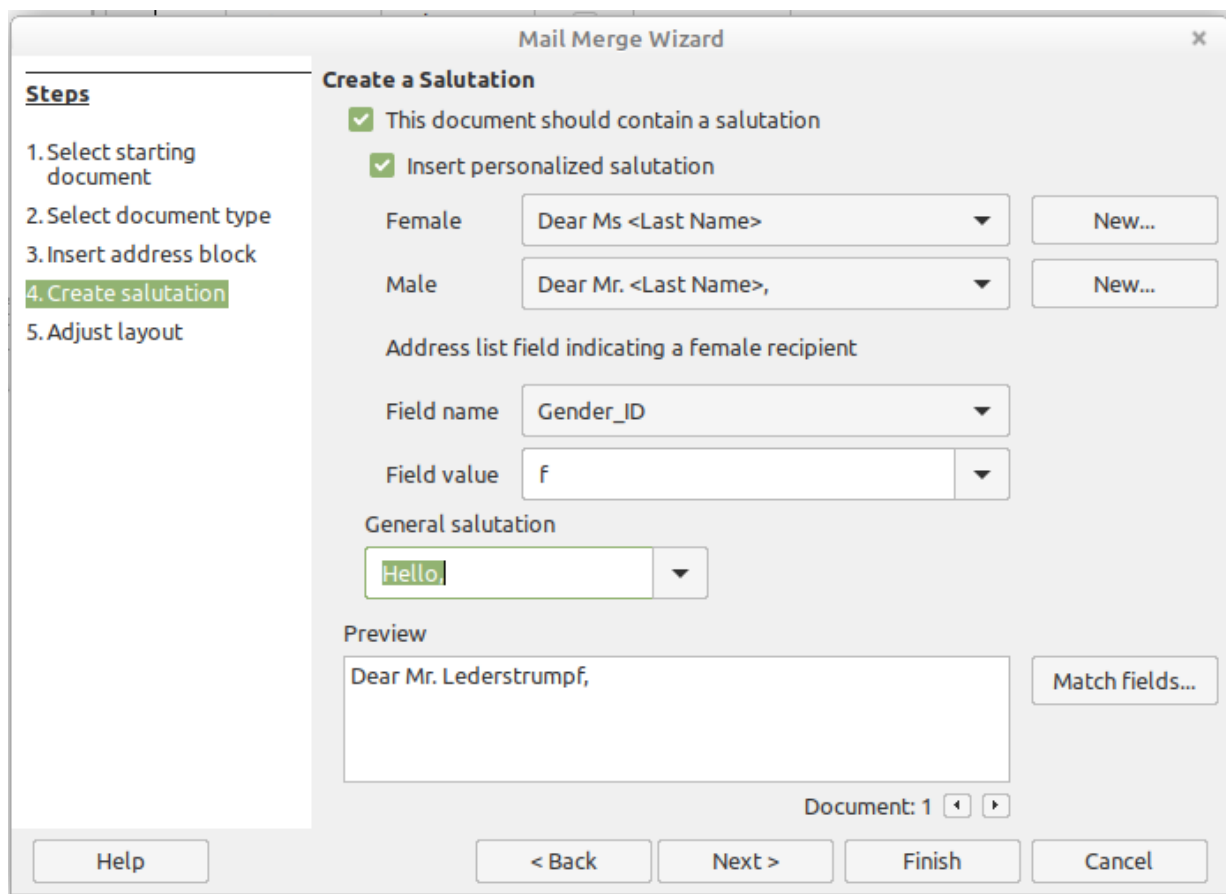 Mail Merge Wizard
Steps
1. Select starting
document
2. Select document type
3. Insert address block
4. Create salutation
5. Adjust layout
Create a Salutation
This document should contain a salutation
Insert personalized salutation
Female Dear Ms <Last Name> New...
Male Dear Mr. <Last Name>, New...
Address list field indicating a female recipient
Field name Gender_ID
Field value f
General salutation
Hello,
Preview
Dear Mr. Lederstrumpf,
Match fields...
Document: 1
Help < Back Next > Finish Cancel